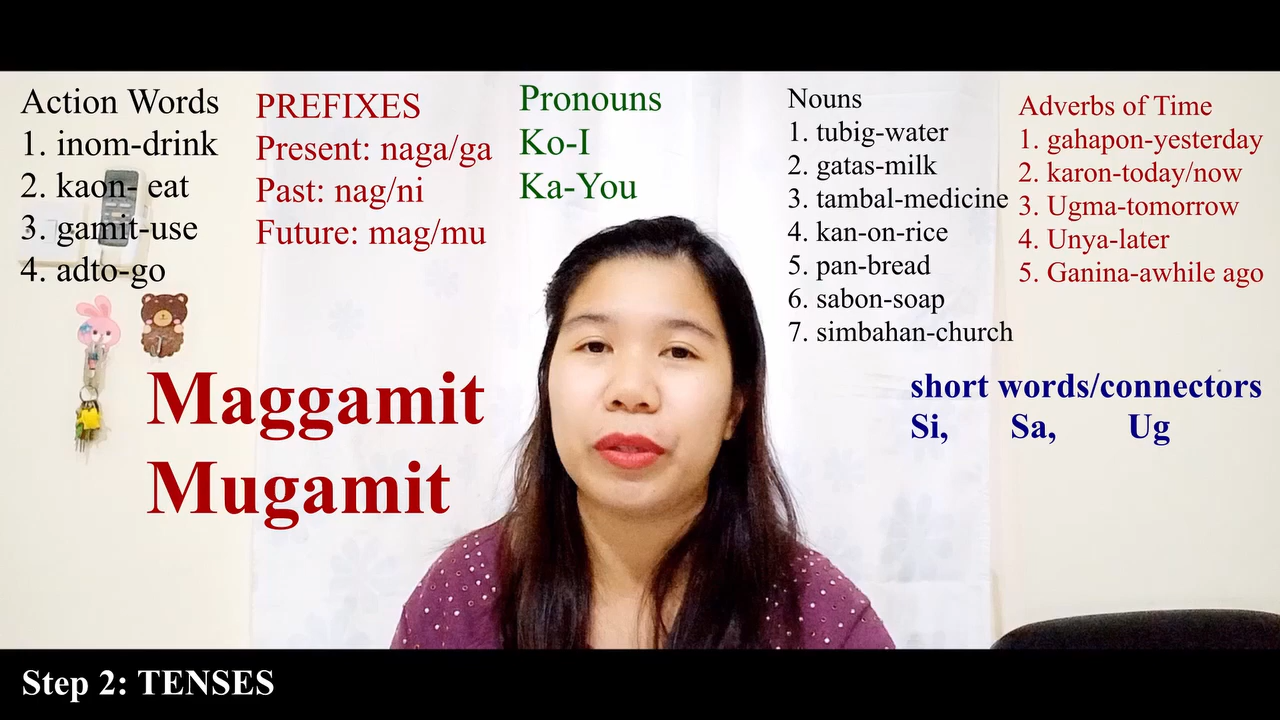 Action Words
1. inom-drink
2. kaon- eat
3. gamit-use
4. adto-go
PREFIXES
Present: naga/ga
Past: nag/ni
Future: mag/mu
Pronouns
Ko-I
Ka-You
Nouns
1. tubig-water
2. gatas-milk
3. tambal-medicine
4. kan-on-rice
5. pan-bread
6. sabon-soap
7. simbahan-church
Adverbs of Time
1. gahapon-yesterday
2. karon-today/now
3. Ugma-tomorrow
4. Unya-later
5. Ganina-awhile ago
Maggamit
Mugamit
short words/connectors
Si, Sa, Ug
Step 2: TENSES